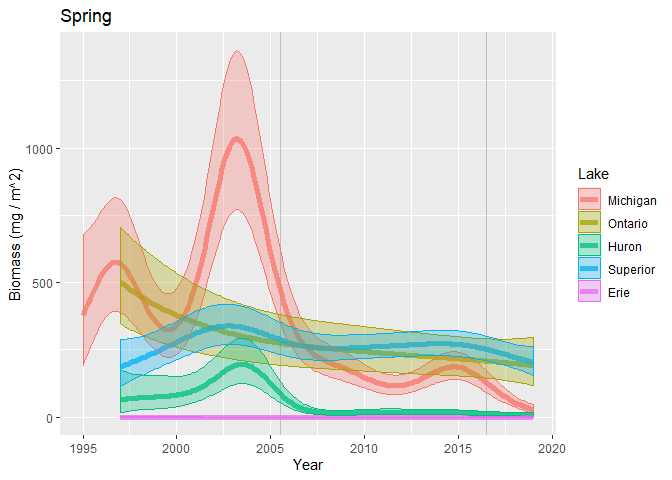 Spring
Biomass (mg / m^2)
1000
500
0
1995
2000
2005
2010
2015
2020
Year
Lake
Michigan
Ontario
Huron
Superior
Erie